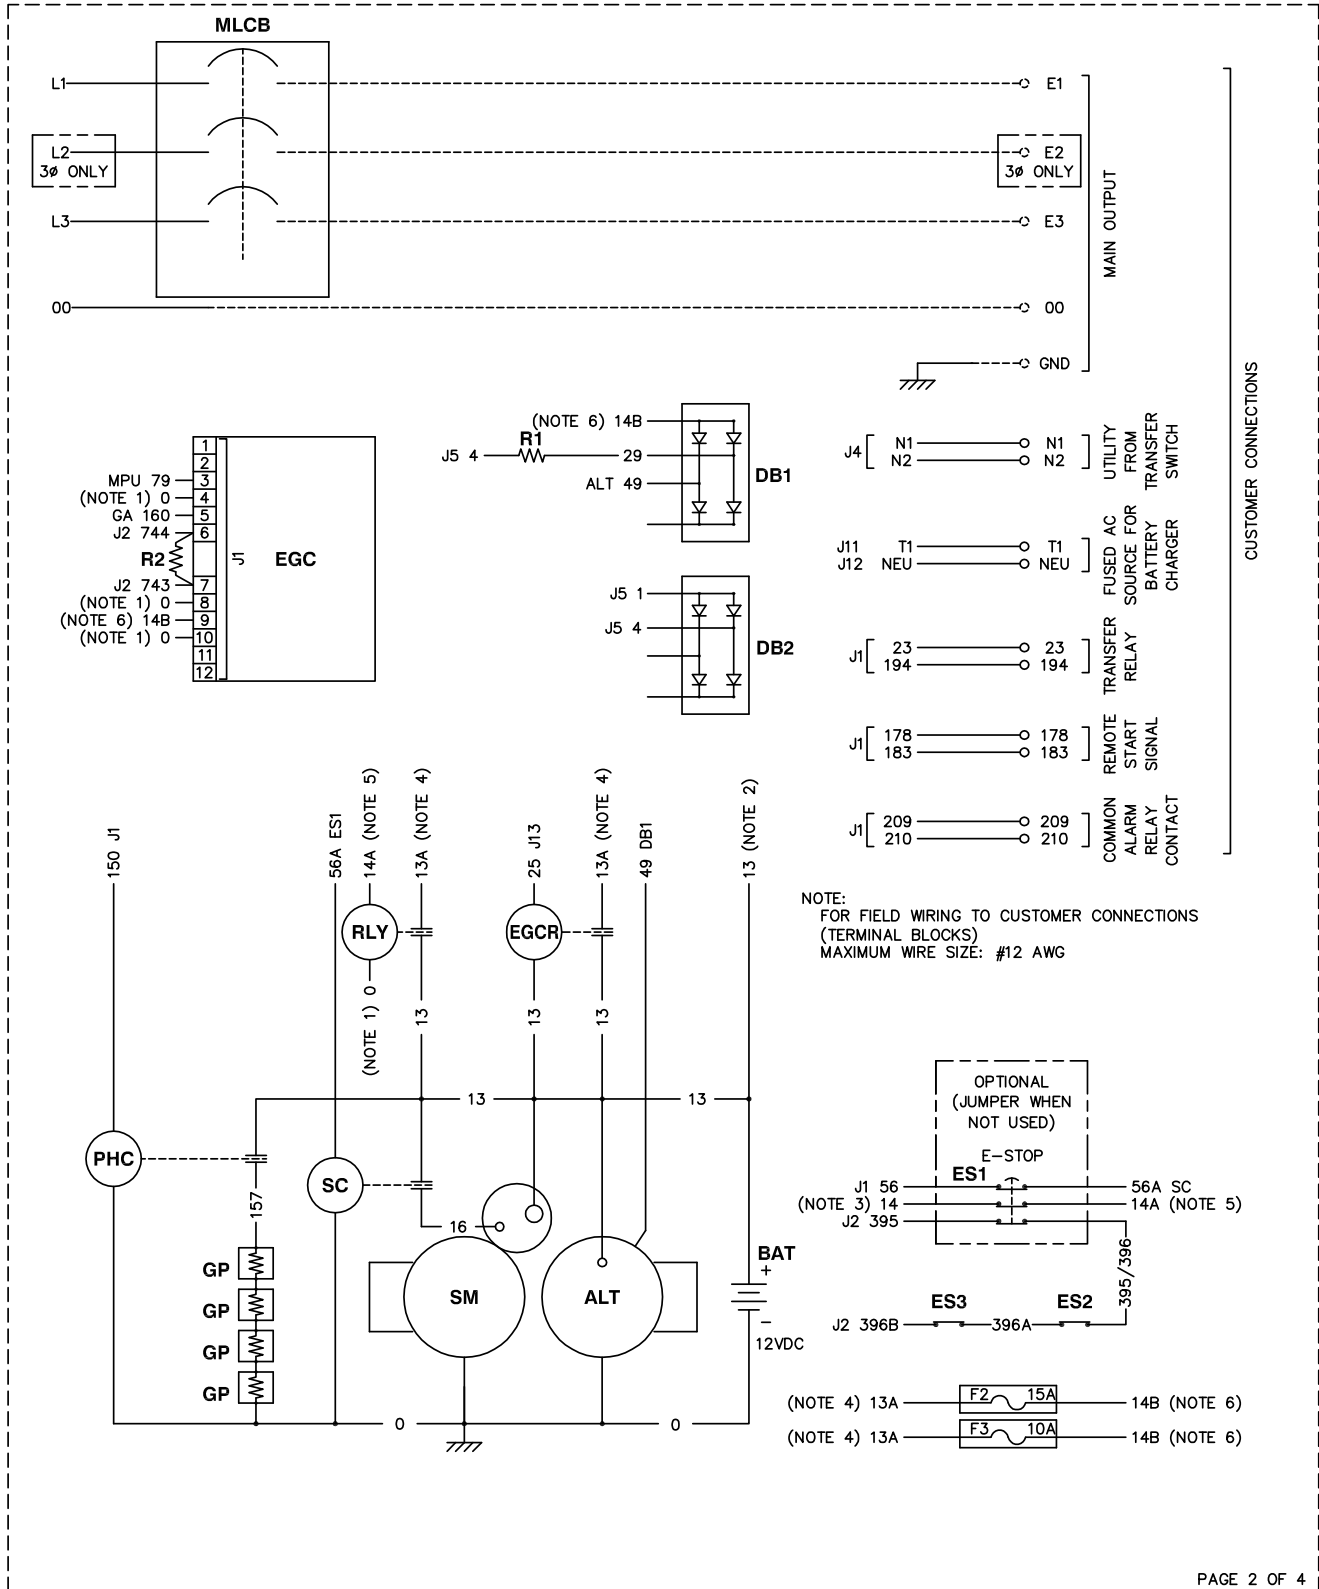 MLCB
L1
E1
L2
3ø ONLY
E2
3ø ONLY
L3
E3
00
00
GND
MAIN OUTPUT
CUSTOMER CONNECTIONS
1
2
MPU 79 3
(NOTE 1) 0 4
GA 160 5
J2 744 6
R2
J2 743 7
(NOTE 1) 0 8
(NOTE 6) 14B 9
(NOTE 1) 0 10
11
12
J1
EGC
(NOTE 6) 14B
R1
J5 4 29
ALT 49
DB1
J5 1
J5 4
DB2
J4 N1 N1
N2 N2
UTILITY
FROM
TRANSFER
SWITCH
J11 T1 T1
J12 NEU NEU
FUSED AC
SOURCE FOR
BATTERY
CHARGER
J1 23 23
194 194
TRANSFER
RELAY
J1 178 178
183 183
REMOTE
START
SIGNAL
J1 209 209
210 210
COMMON
ALARM
RELAY
CONTACT
150 J1
56A ES1
14A (NOTE 5)
13A (NOTE 4)
25 J13
13A (NOTE 4)
49 DB1
13 (NOTE 2)
RLY
EGCR
(NOTE 1) 0
13
13
13
13
13
PHC
SC
157
16
GP
GP
GP
GP
SM
ALT
BAT
+
−
12VDC
0
0
NOTE:
FOR FIELD WIRING TO CUSTOMER CONNECTIONS
(TERMINAL BLOCKS)
MAXIMUM WIRE SIZE: #12 AWG
OPTIONAL
(JUMPER WHEN
NOT USED)
E-STOP
ES1
J1 56 56A SC
(NOTE 3) 14 14A (NOTE 5)
J2 395
395/396
ES3 ES2
J2 396B 396A
(NOTE 4) 13A F2 15A 14B (NOTE 6)
(NOTE 4) 13A F3 10A 14B (NOTE 6)
PAGE 2 OF 4